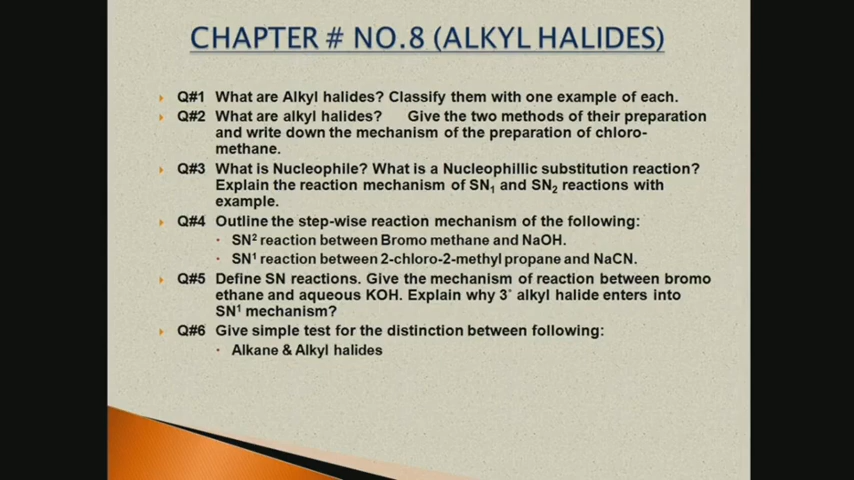 CHAPTER # NO.8 (ALKYL HALIDES)
Q#1 What are Alkyl halides? Classify them with one example of each.
Q#2 What are alkyl halides? Give the two methods of their preparation
and write down the mechanism of the preparation of chloro-
methane.
Q#3 What is Nucleophile? What is a Nucleophillic substitution reaction?
Explain the reaction mechanism of SN₁ and SN₂ reactions with
example.
Q#4 Outline the step-wise reaction mechanism of the following:
· SN² reaction between Bromo methane and NaOH.
· SN¹ reaction between 2-chloro-2-methyl propane and NaCN.
Q#5 Define SN reactions. Give the mechanism of reaction between bromo
ethane and aqueous KOH. Explain why 3° alkyl halide enters into
SN¹ mechanism?
Q#6 Give simple test for the distinction between following:
· Alkane & Alkyl halides